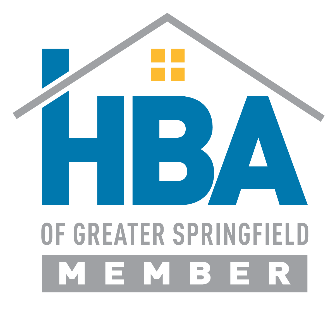 HBA
OF GREATER SPRINGFIELD
MEMBER